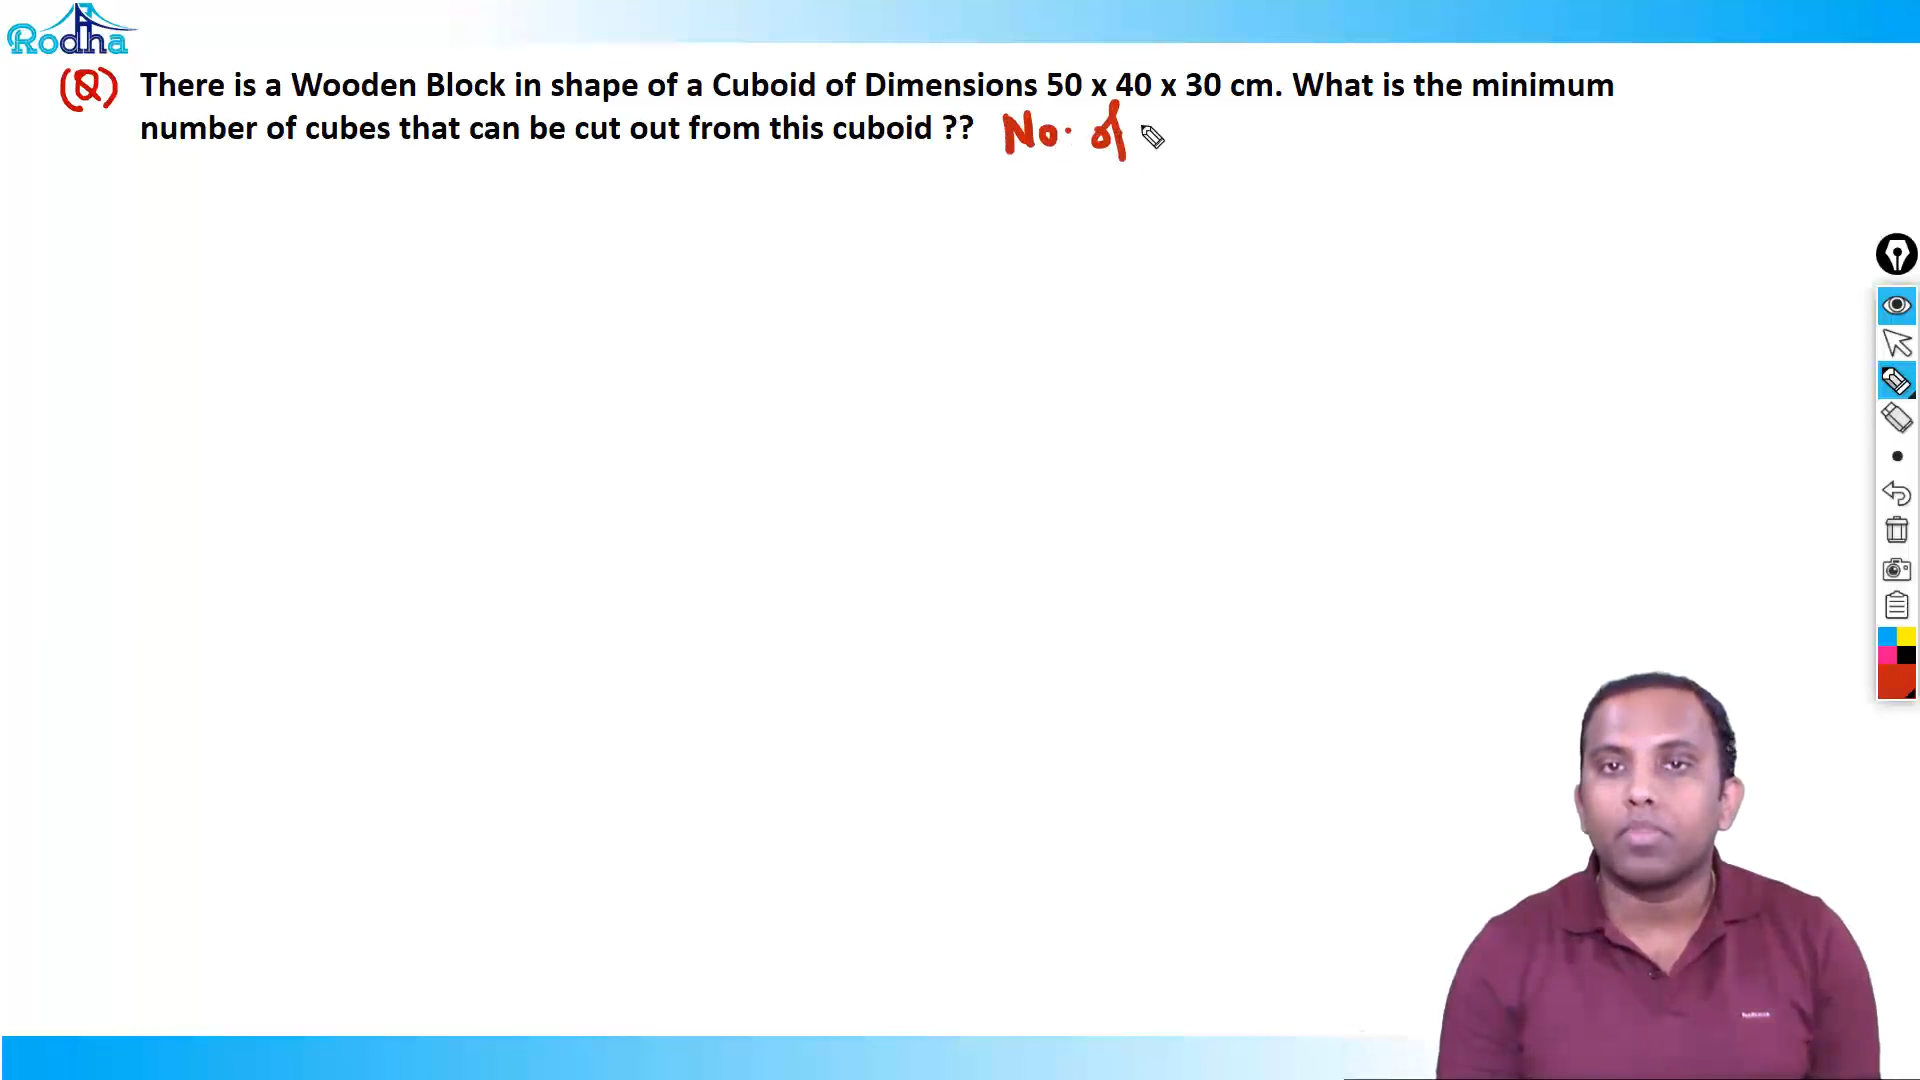 Rodha
(Q) There is a Wooden Block in shape of a Cuboid of Dimensions 50 x 40 x 30 cm. What is the minimum
number of cubes that can be cut out from this cuboid ?? No. of